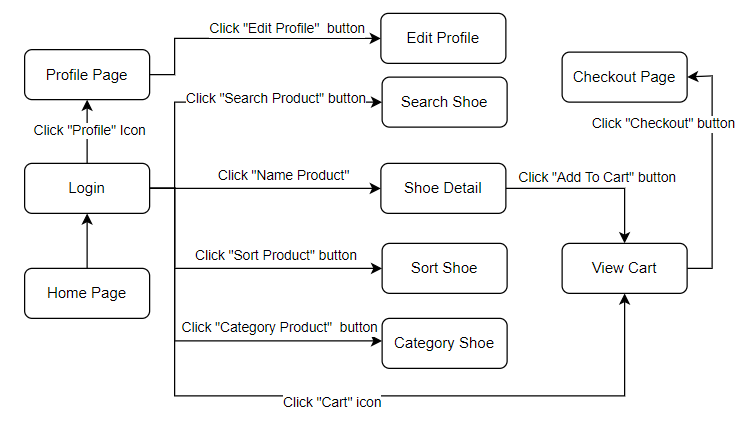 Click "Edit Profile" button
Edit Profile
Profile Page
Checkout Page
Click "Search Product" button
Search Shoe
Click "Profile" Icon
Click "Checkout" button
Login
Click "Name Product"
Shoe Detail
Click "Add To Cart" button
Click "Sort Product" button
Sort Shoe
View Cart
Home Page
Click "Category Product" button
Category Shoe
Click "Cart" icon